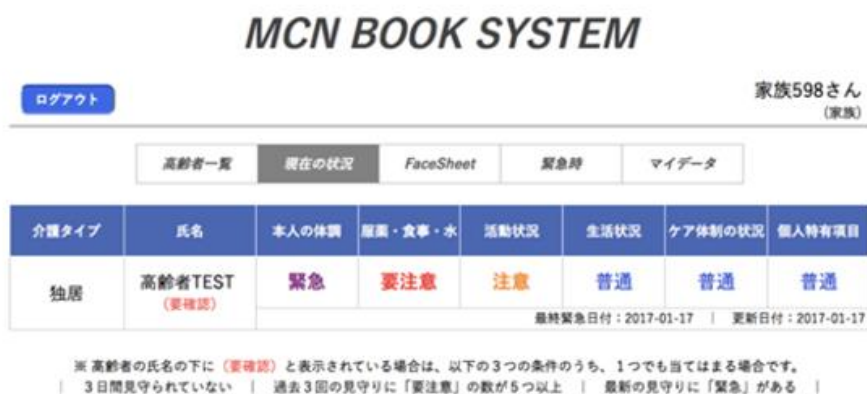 MCN BOOK SYSTEM
ログアウト
家族598さん
(家族)
高齢者一覧 現在の状況 FaceSheet 緊急時 マイデータ
介護タイプ 氏名 本人の体調 服薬・食事・水 活動状況 生活状況 ケア体制の状況 個人特有項目
独居 高齢者TEST 緊急 要注意 注意 普通 普通 普通
(要確認)
最終緊急日付:2017-01-17 | 更新日付:2017-01-17
※ 高齢者の氏名の下に(要確認)と表示されている場合は、以下の3つの条件のうち、1つでも当てはまる場合です。
| 3日間見守られていない | 過去3回の見守りに「要注意」の数が5つ以上 | 最新の見守りに「緊急」がある |